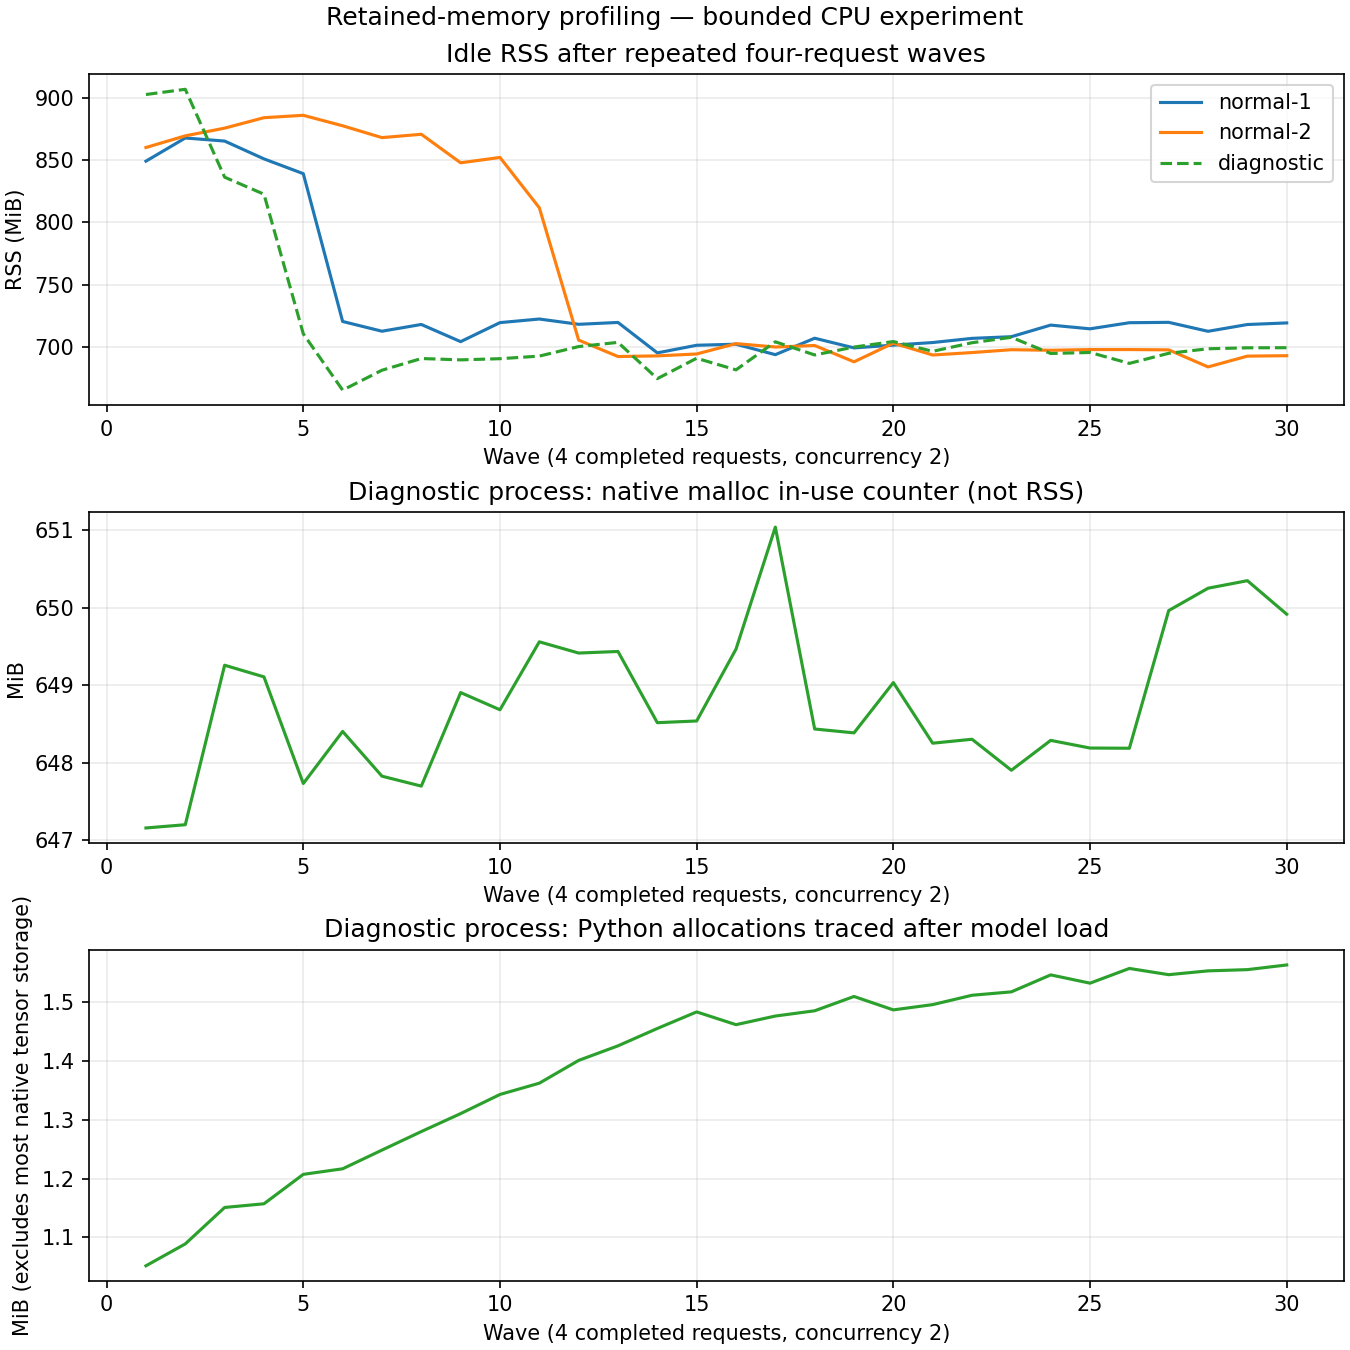 Retained-memory profiling — bounded CPU experiment
Idle RSS after repeated four-request waves
RSS (MiB)
900
850
800
750
700
normal-1
normal-2
diagnostic
0 5 10 15 20 25 30
Wave (4 completed requests, concurrency 2)
Diagnostic process: native malloc in-use counter (not RSS)
MiB
651
650
649
648
647
0 5 10 15 20 25 30
Wave (4 completed requests, concurrency 2)
Diagnostic process: Python allocations traced after model load
MiB (excludes most native tensor storage)
1.5
1.4
1.3
1.2
1.1
0 5 10 15 20 25 30
Wave (4 completed requests, concurrency 2)